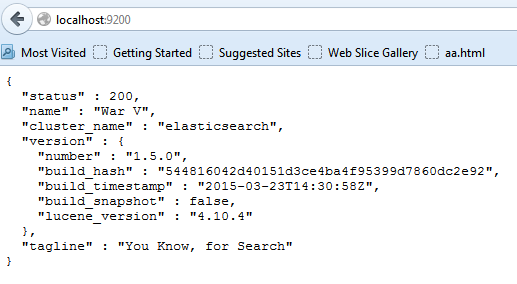 localhost:9200
Most Visited Getting Started Suggested Sites Web Slice Gallery aa.html
{
  "status" : 200,
  "name" : "War V",
  "cluster_name" : "elasticsearch",
  "version" : {
    "number" : "1.5.0",
    "build_hash" : "544816042d40151d3ce4ba4f95399d7860dc2e92",
    "build_timestamp" : "2015-03-23T14:30:58Z",
    "build_snapshot" : false,
    "lucene_version" : "4.10.4"
  },
  "tagline" : "You Know, for Search"
}